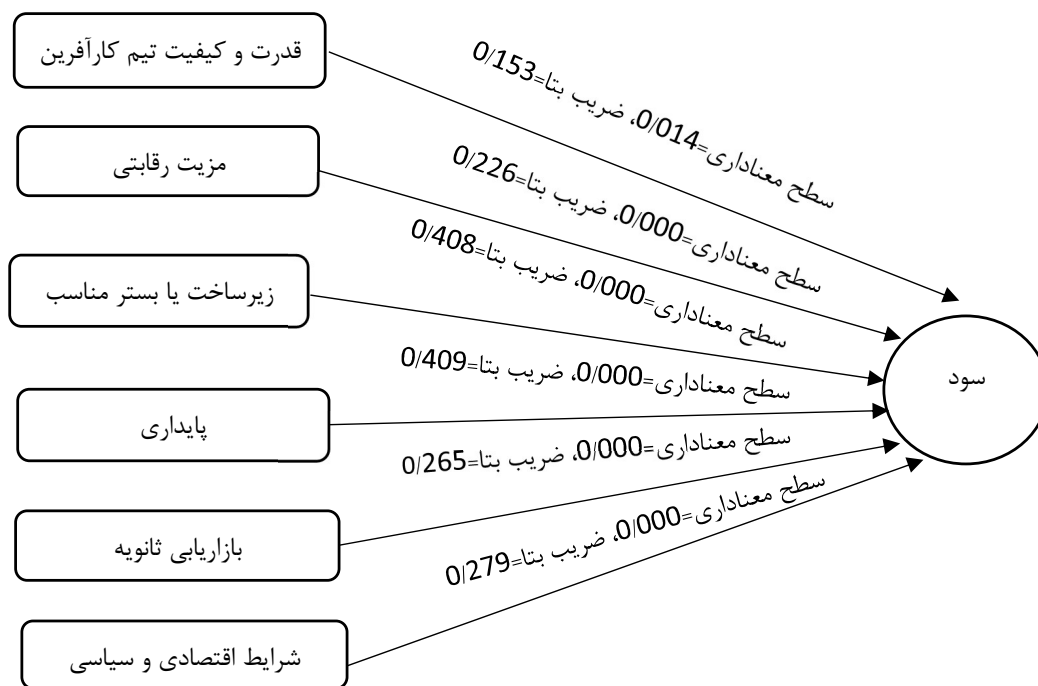 قدرت و کیفیت تیم کارآفرین
سطح معناداری=0/014، ضریب بتا=0/153
مزیت رقابتی
سطح معناداری=0/000، ضریب بتا=0/226
زیرساخت یا بستر مناسب
سطح معناداری=0/000، ضریب بتا=0/408
پایداری
سطح معناداری=0/000، ضریب بتا=0/409
بازاریابی ثانویه
سطح معناداری=0/000، ضریب بتا=0/265
شرایط اقتصادی و سیاسی
سطح معناداری=0/000، ضریب بتا=0/279
سود